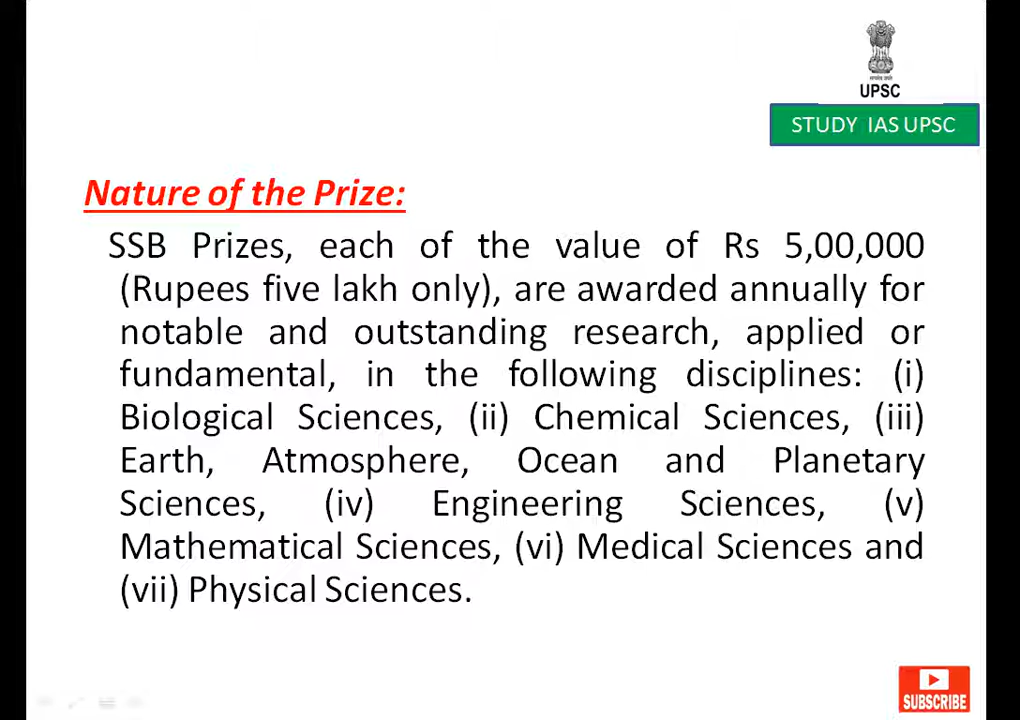 UPSC
STUDY IAS UPSC
Nature of the Prize:
SSB Prizes, each of the value of Rs 5,00,000
(Rupees five lakh only), are awarded annually for
notable and outstanding research, applied or
fundamental, in the following disciplines: (i)
Biological Sciences, (ii) Chemical Sciences, (iii)
Earth, Atmosphere, Ocean and Planetary
Sciences, (iv) Engineering Sciences, (v)
Mathematical Sciences, (vi) Medical Sciences and
(vii) Physical Sciences.
SUBSCRIBE